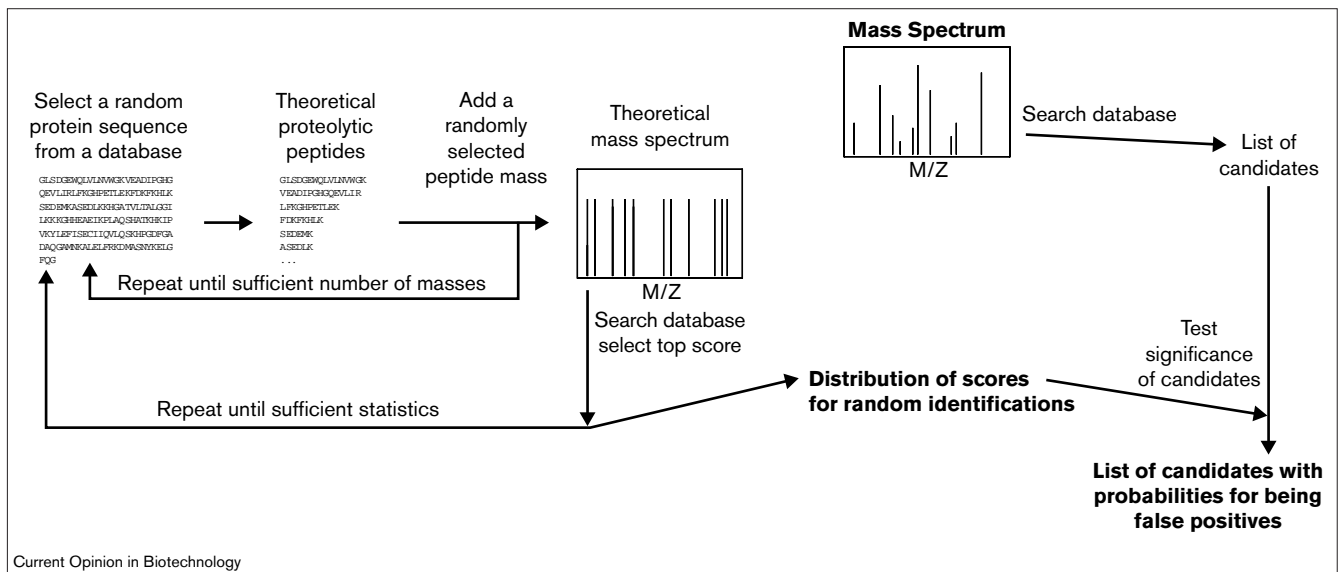 Mass Spectrum
Select a random
protein sequence
from a database
Theoretical
proteolytic
peptides
Add a
randomly
selected
peptide mass
Theoretical
mass spectrum
Search database
List of
candidates
M/Z
GLSDGEWQLVLNVWGKVEADIPGHG
QEVLIRLFKGHPETLEKFDKFKHLK
SEDEMKASEDLKKHGATVLTALGGI
LKKKGHHEAEIKPLAQSHATKHKIP
VKYLEFISECIIQVLQSKHPGDFGA
DAQGAMNKALELFRKDMASNYKELG
FQG
GLSDGEWQLVLNVWGK
VEADIPGHGQEVLIR
LFKGHPETLEK
FDKFKHLK
SEDEMK
ASEDLK
...
Repeat until sufficient number of masses
M/Z
Search database
select top score
Test
significance
of candidates
Distribution of scores
for random identifications
Repeat until sufficient statistics
List of candidates with
probabilities for being
false positives
Current Opinion in Biotechnology